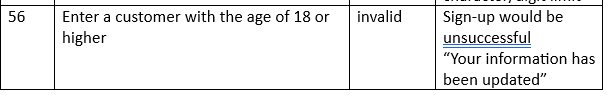 56 Enter a customer with the age of 18 or invalid Sign-up would be
higher unsuccessful
“Your information has
been updated”